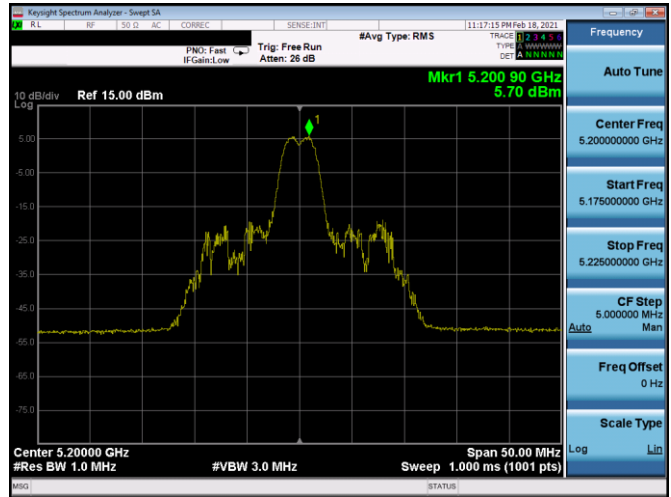 Keysight Spectrum Analyzer - Swept SA
LXI RL RF 50 Ω AC CORREC SENSE:INT 11:17:15 PM Feb 18, 2021
#Avg Type: RMS TRACE 1 2 3 4 5 6
PNO: Fast Trig: Free Run TYPE A WWWWW
IFGain:Low Atten: 26 dB DET A N N N N N
Mkr1 5.200 90 GHz
10 dB/div Ref 15.00 dBm 5.70 dBm
Log
1
5.00
-5.00
-15.0
-25.0
-35.0
-45.0
-55.0
-65.0
-75.0
Center 5.20000 GHz Span 50.00 MHz
#Res BW 1.0 MHz #VBW 3.0 MHz Sweep 1.000 ms (1001 pts)
MSG STATUS
Frequency
Auto Tune
Center Freq
5.200000000 GHz
Start Freq
5.175000000 GHz
Stop Freq
5.225000000 GHz
CF Step
5.000000 MHz
Auto Man
Freq Offset
0 Hz
Scale Type
Log Lin